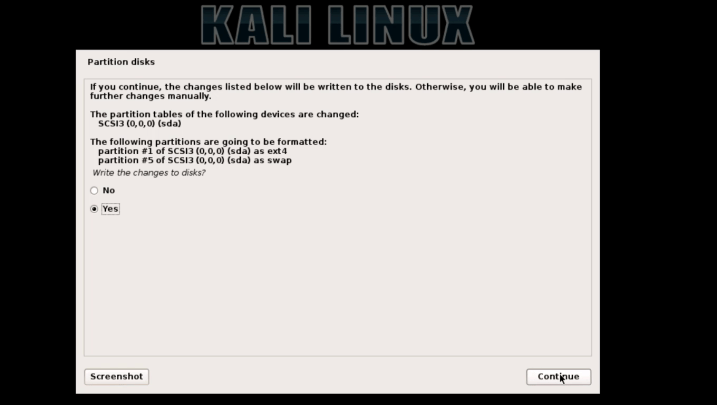 KALI LINUX
Partition disks
If you continue, the changes listed below will be written to the disks. Otherwise, you will be able to make
further changes manually.
The partition tables of the following devices are changed:
SCSI3 (0,0,0) (sda)
The following partitions are going to be formatted:
partition #1 of SCSI3 (0,0,0) (sda) as ext4
partition #5 of SCSI3 (0,0,0) (sda) as swap
Write the changes to disks?
No
Yes
Screenshot
Continue